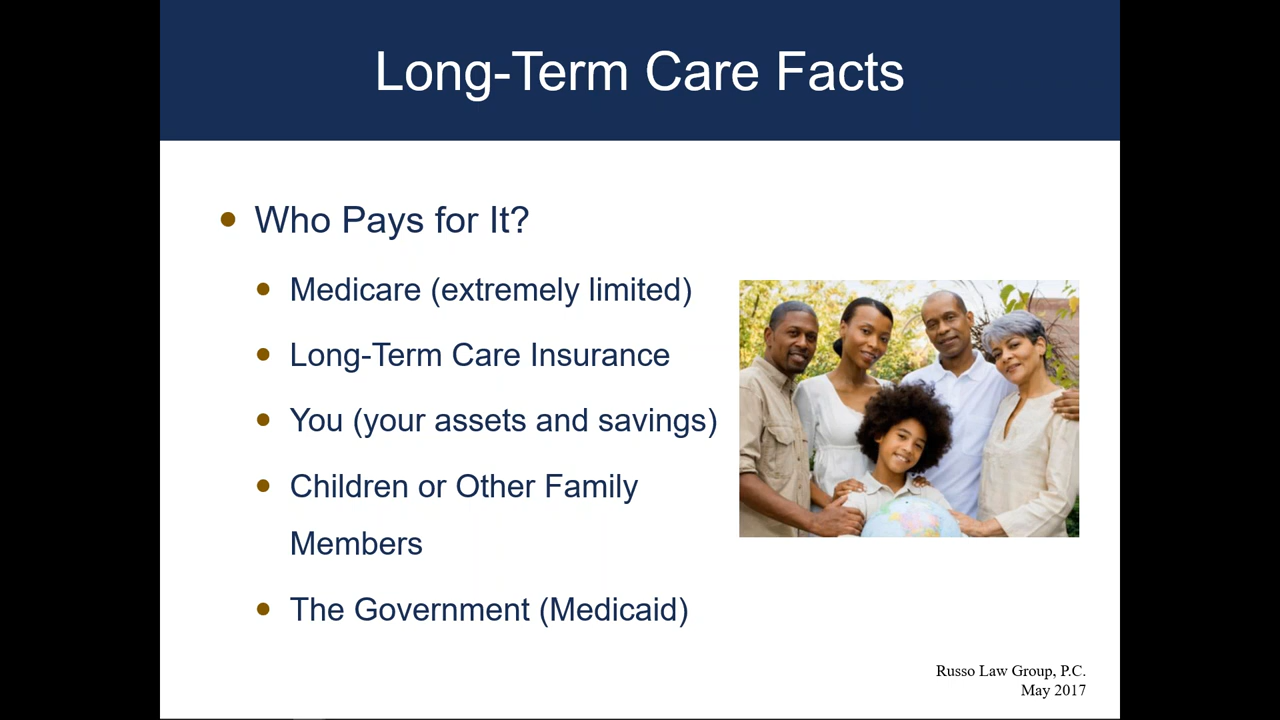 Long-Term Care Facts
Who Pays for It?
Medicare (extremely limited)
Long-Term Care Insurance
You (your assets and savings)
Children or Other Family
Members
The Government (Medicaid)
Russo Law Group, P.C.
May 2017